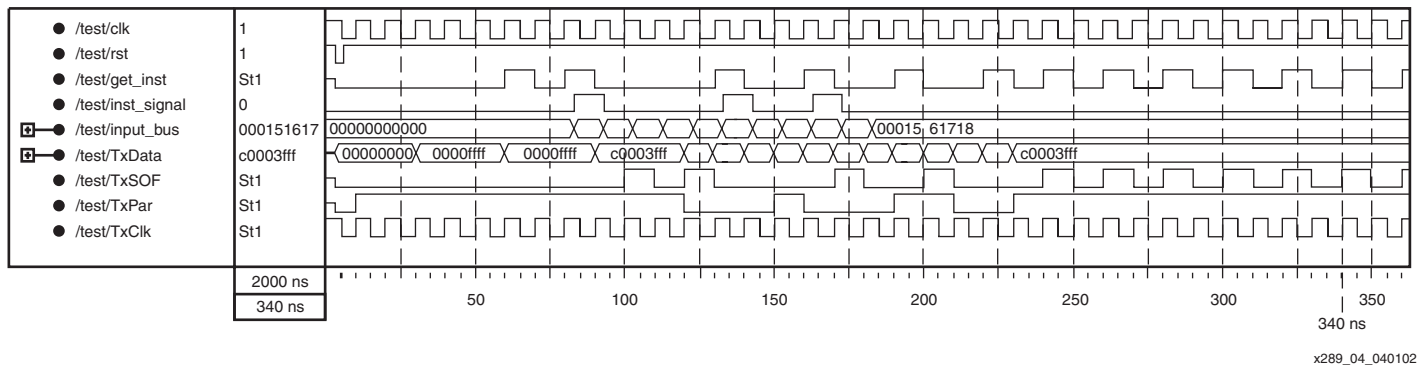 /test/clk 1
/test/rst 1
/test/get_inst St1
/test/inst_signal 0
/test/input_bus 000151617 00000000000 00015 61718
/test/TxData c0003fff 00000000 0000ffff 0000ffff c0003fff c0003fff
/test/TxSOF St1
/test/TxPar St1
/test/TxClk St1
2000 ns
340 ns
50 100 150 200 250 300 350
340 ns
x289_04_040102